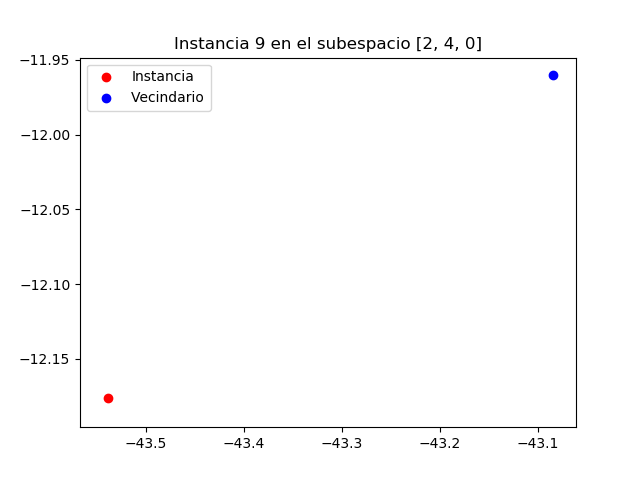 Instancia 9 en el subespacio [2, 4, 0]
Instancia
Vecindario
−11.95
−12.00
−12.05
−12.10
−12.15
−43.5 −43.4 −43.3 −43.2 −43.1